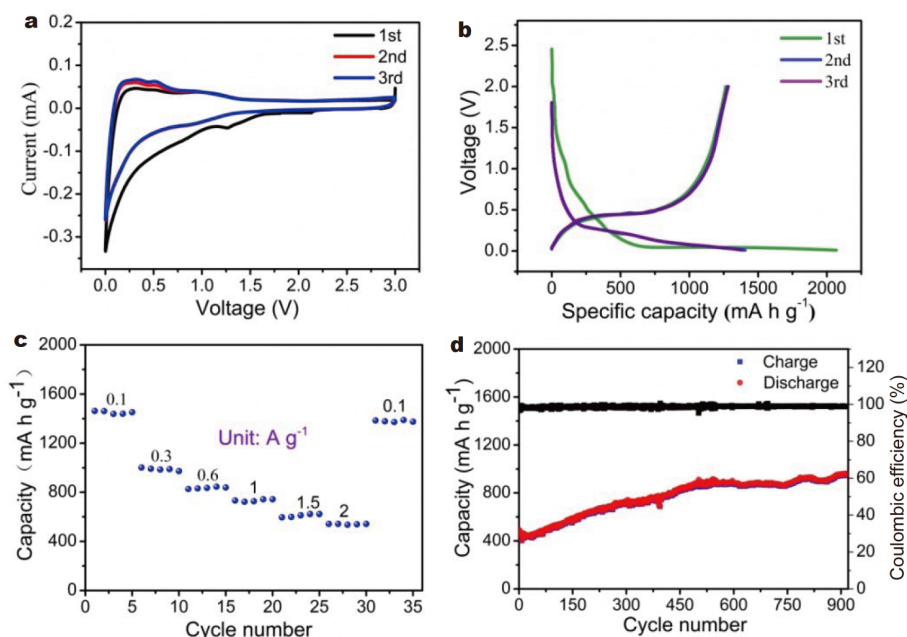 a
0.2
0.1
0.0
-0.1
-0.2
-0.3
Current (mA)
1st
2nd
3rd
0.0 0.5 1.0 1.5 2.0 2.5 3.0
Voltage (V)
b
2.5
2.0
1.5
1.0
0.5
0.0
Voltage (V)
1st
2nd
3rd
0 500 1000 1500 2000
Specific capacity (mA h g⁻¹)
c
2000
1600
1200
800
400
0
Capacity (mA h g⁻¹)
0.1
0.3
0.6
1
1.5
2
0.1
Unit: A g⁻¹
0 5 10 15 20 25 30 35
Cycle number
d
2000
1600
1200
800
400
0
Capacity (mA h g⁻¹)
Charge
Discharge
120
100
80
60
40
20
0
Coulombic efficiency (%)
0 150 300 450 600 750 900
Cycle number